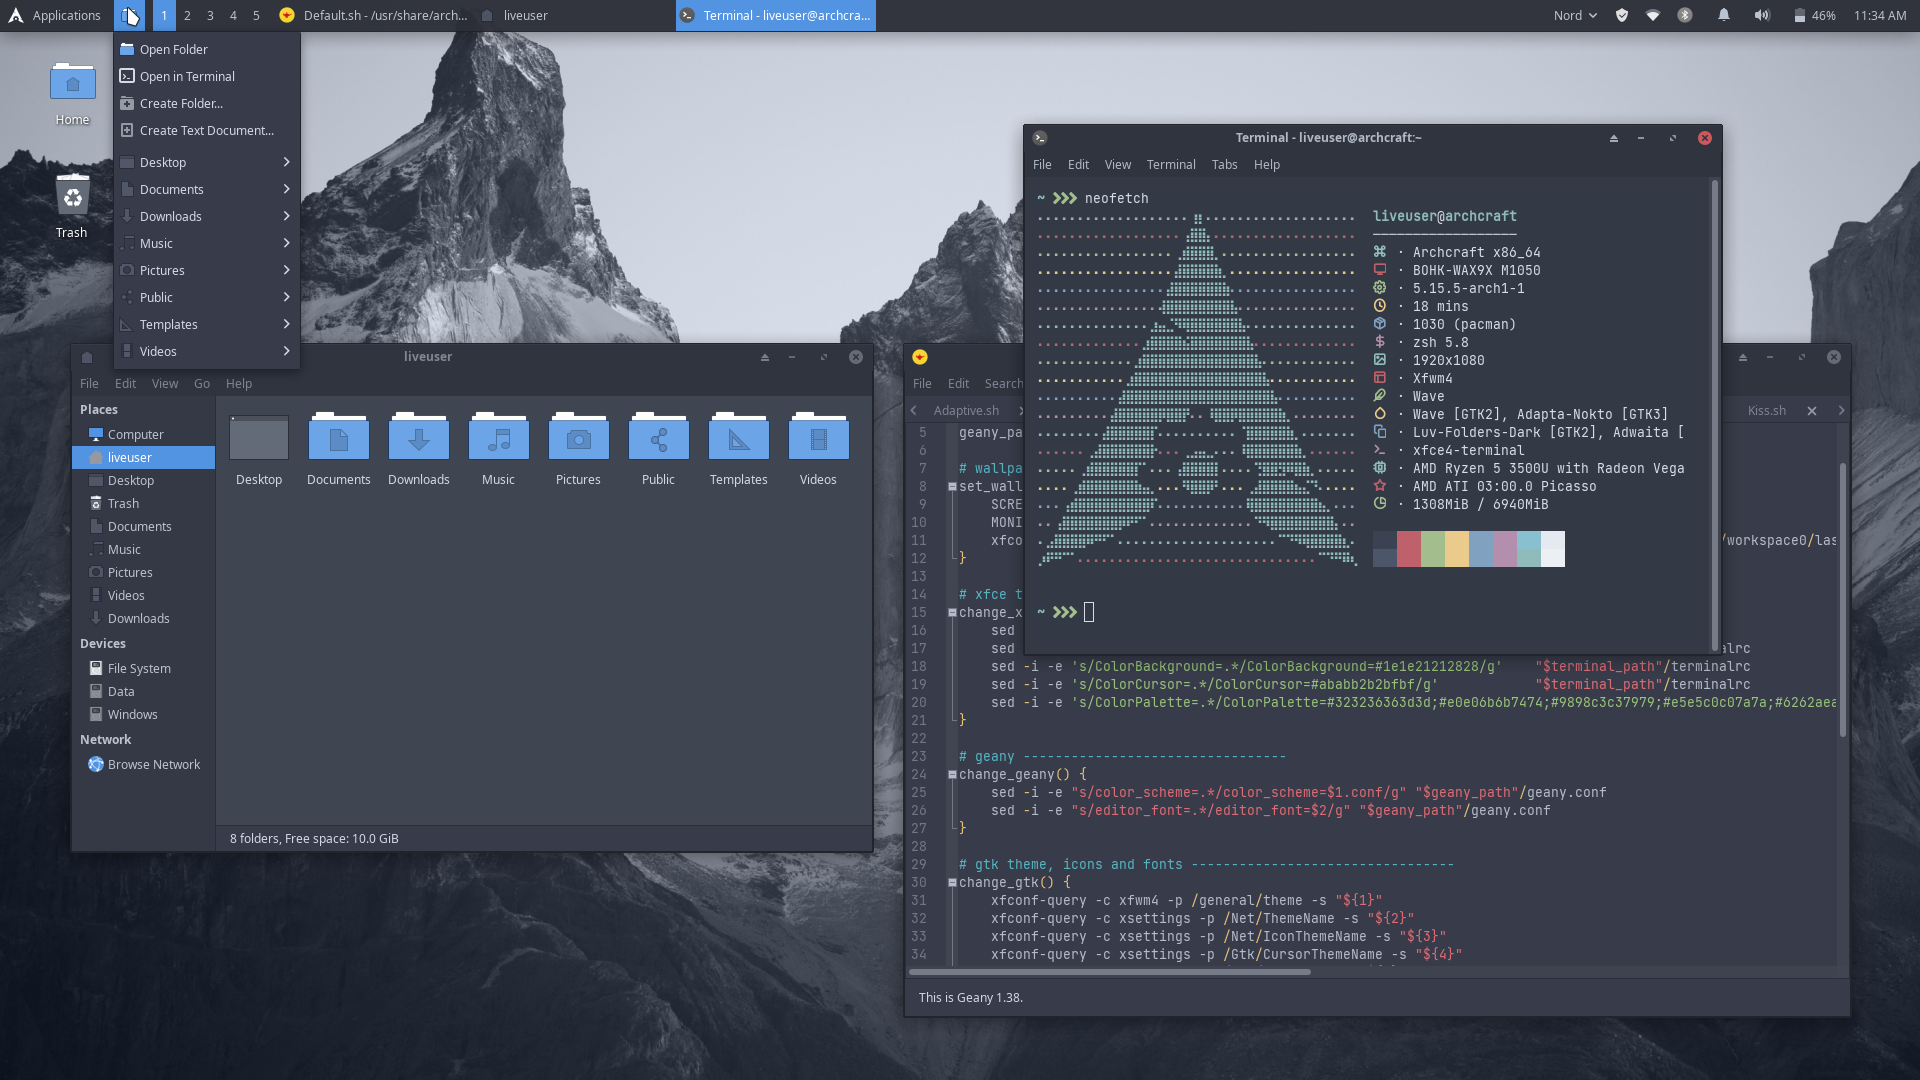 Applications
1 2 3 4 5
Default.sh - /usr/share/arch...
liveuser
Terminal - liveuser@archcra...
Nord
46%
11:34 AM
Home
Trash
Open Folder
Open in Terminal
Create Folder...
Create Text Document...
Desktop
Documents
Downloads
Music
Pictures
Public
Templates
Videos
liveuser
File Edit View Go Help
Places
Computer
liveuser
Desktop
Trash
Documents
Music
Pictures
Videos
Downloads
Devices
File System
Data
Windows
Network
Browse Network
Desktop Documents Downloads Music Pictures Public Templates Videos
8 folders, Free space: 10.0 GiB
Terminal - liveuser@archcraft:~
File Edit View Terminal Tabs Help
~ ❯❯❯ neofetch
liveuser@archcraft
──────────────────
· Archcraft x86_64
· BOHK-WAX9X M1050
· 5.15.5-arch1-1
· 18 mins
· 1030 (pacman)
· zsh 5.8
· 1920x1080
· Xfwm4
· Wave
· Wave [GTK2], Adapta-Nokto [GTK3]
· Luv-Folders-Dark [GTK2], Adwaita [
· xfce4-terminal
· AMD Ryzen 5 3500U with Radeon Vega
· AMD ATI 03:00.0 Picasso
· 1308MiB / 6940MiB
~ ❯❯❯
File Edit Search
Adaptive.sh
Kiss.sh
5 geany_pa
6
7 # wallpa
8 set_wall
9 SCRE
10 MONI
11 xfco /workspace0/las
12 }
13
14 # xfce t
15 change_x
16 sed
17 sed alrc
18 sed -i -e 's/ColorBackground=.*/ColorBackground=#1e1e21212828/g' "$terminal_path"/terminalrc
19 sed -i -e 's/ColorCursor=.*/ColorCursor=#ababb2b2bfbf/g' "$terminal_path"/terminalrc
20 sed -i -e 's/ColorPalette=.*/ColorPalette=#323236363d3d;#e0e06b6b7474;#9898c3c37979;#e5e5c0c07a7a;#6262aea
21 }
22
23 # geany ---------------------------------
24 change_geany() {
25 sed -i -e "s/color_scheme=.*/color_scheme=$1.conf/g" "$geany_path"/geany.conf
26 sed -i -e "s/editor_font=.*/editor_font=$2/g" "$geany_path"/geany.conf
27 }
28
29 # gtk theme, icons and fonts ---------------------------------
30 change_gtk() {
31 xfconf-query -c xfwm4 -p /general/theme -s "${1}"
32 xfconf-query -c xsettings -p /Net/ThemeName -s "${2}"
33 xfconf-query -c xsettings -p /Net/IconThemeName -s "${3}"
34 xfconf-query -c xsettings -p /Gtk/CursorThemeName -s "${4}"
This is Geany 1.38.